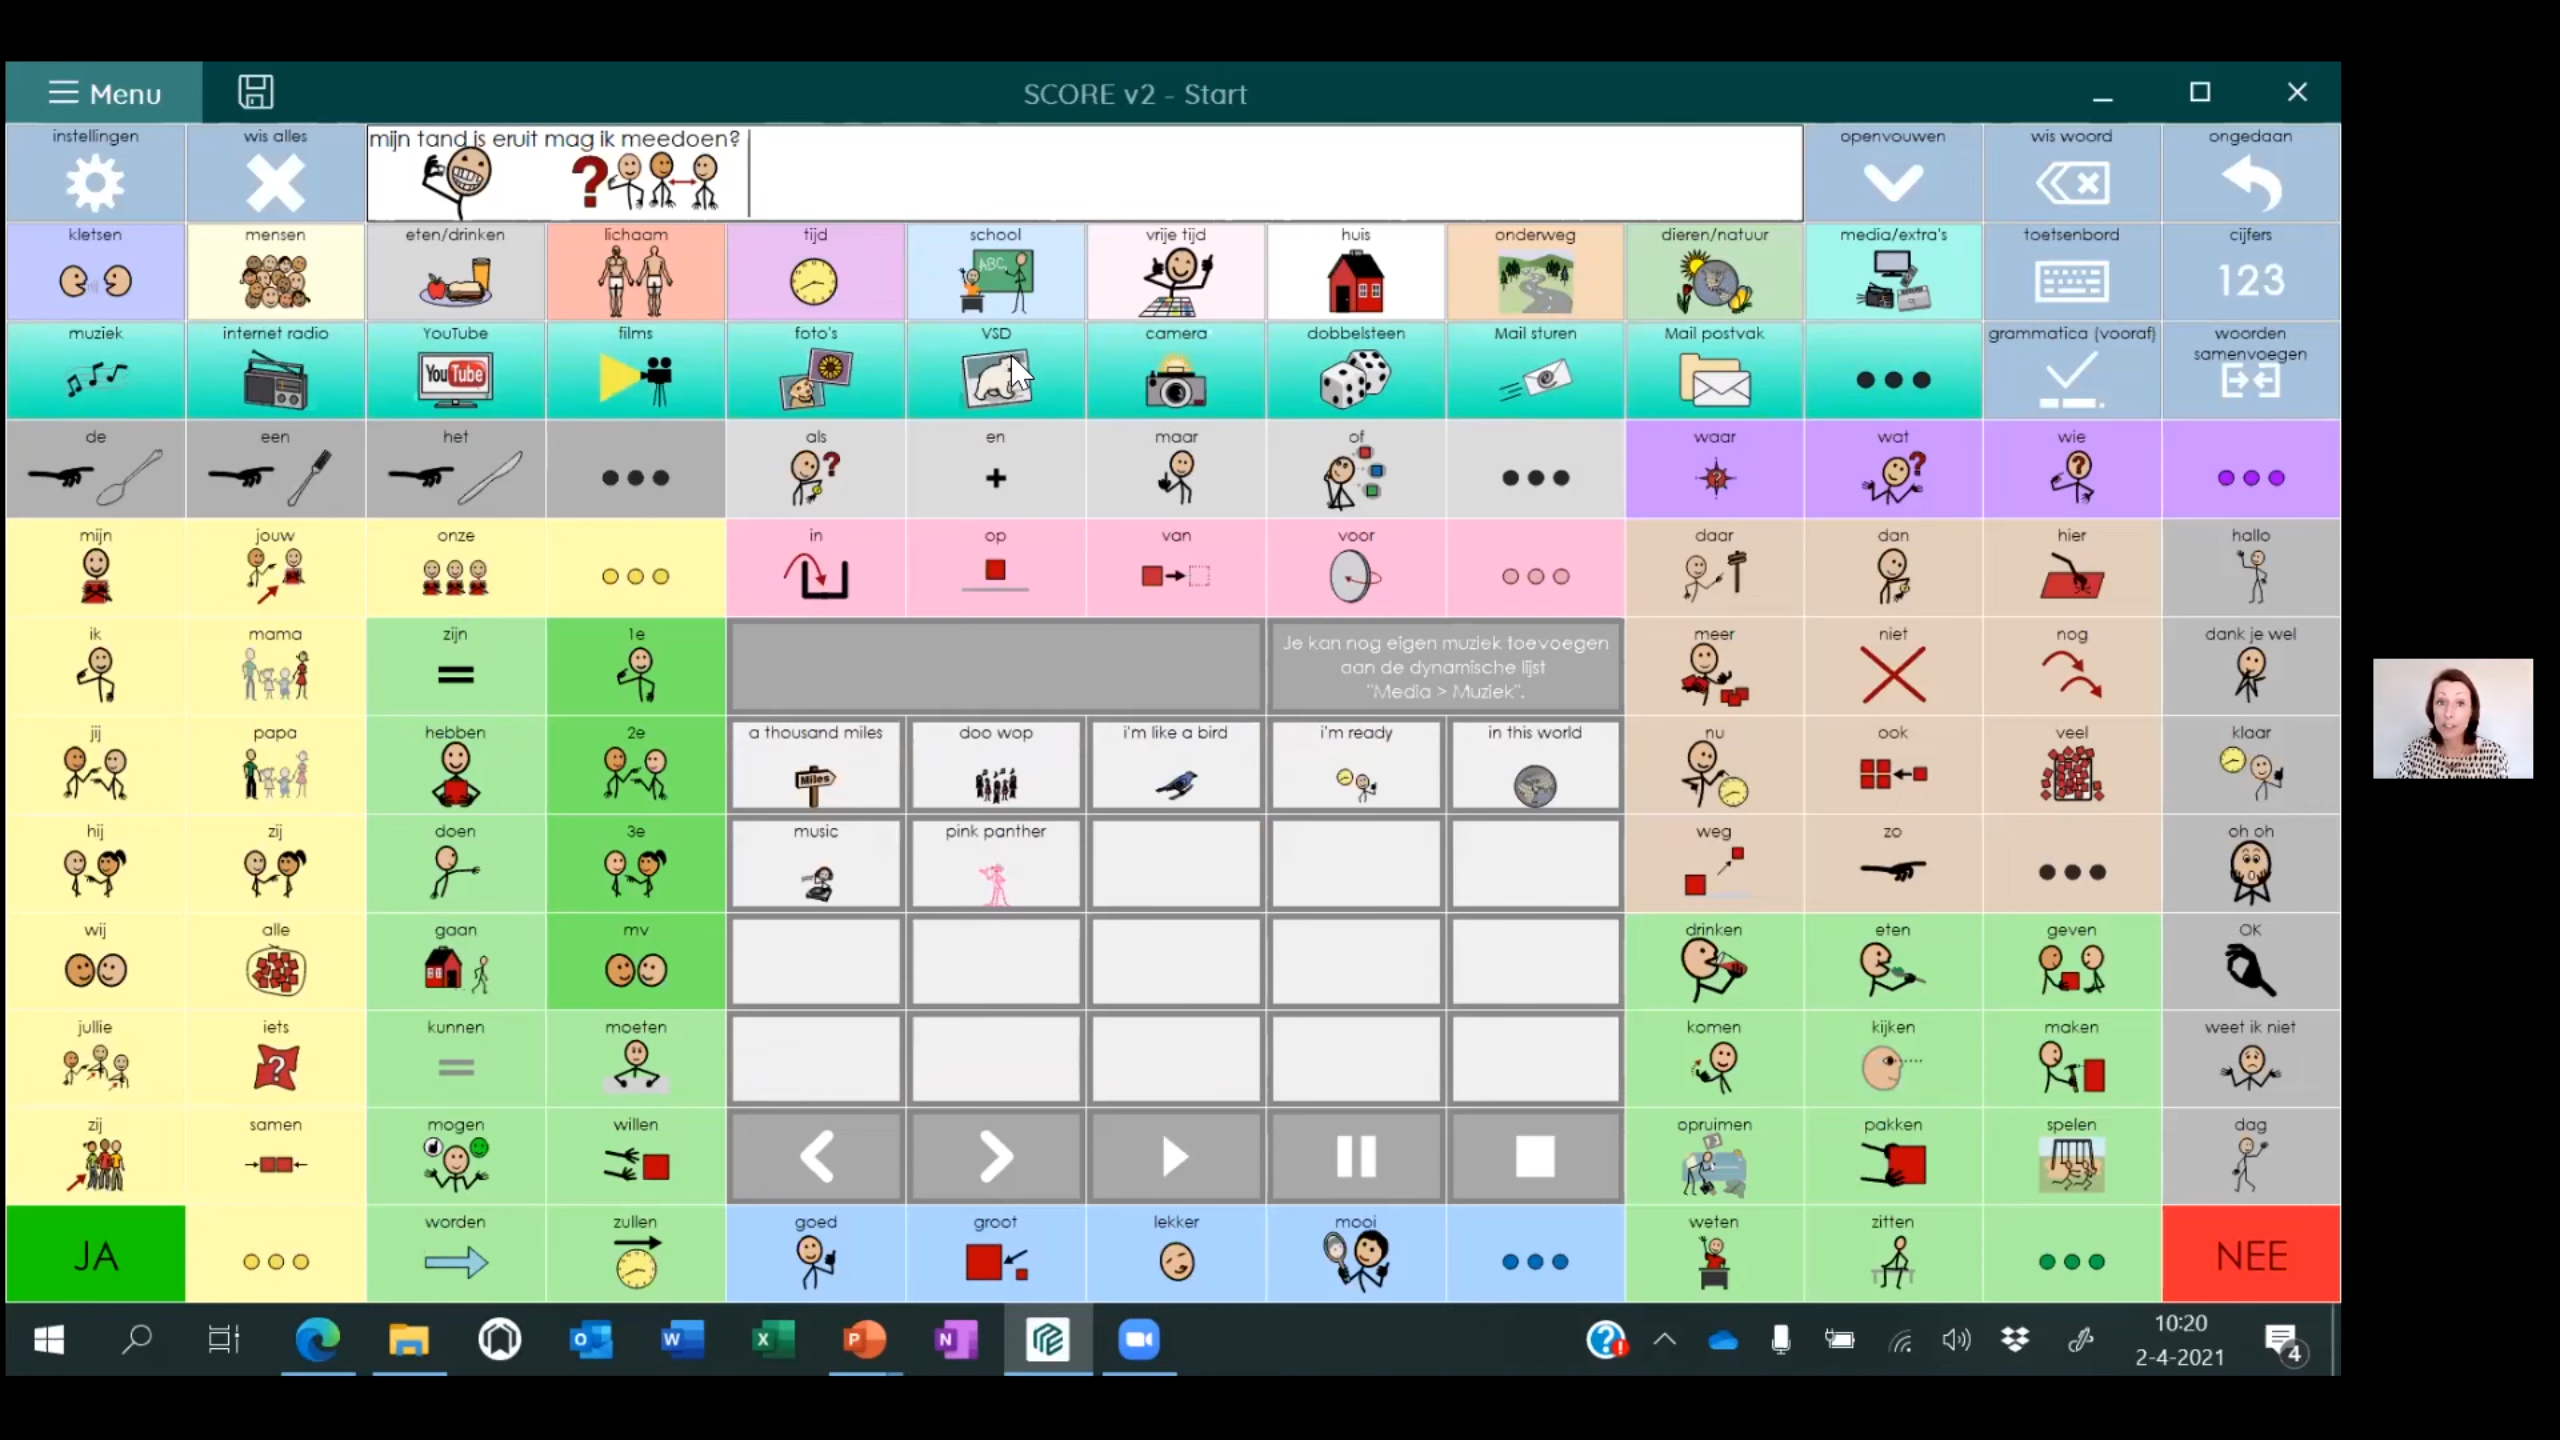 Menu
SCORE v2 - Start
instellingen
wis alles
mijn tand is eruit mag ik meedoen?
openvouwen
wis woord
ongedaan
kletsen
mensen
eten/drinken
lichaam
tijd
school
vrije tijd
huis
onderweg
dieren/natuur
media/extra's
toetsenbord
cijfers
ABC
123
muziek
internet radio
YouTube
films
foto's
VSD
camera
dobbelsteen
Mail sturen
Mail postvak
grammatica (vooraf)
woorden
samenvoegen
You Tube
de
een
het
als
en
maar
of
waar
wat
wie
mijn
jouw
onze
in
op
van
voor
daar
dan
hier
hallo
ik
mama
zijn
1e
Je kan nog eigen muziek toevoegen
aan de dynamische lijst
"Media > Muziek".
meer
niet
nog
dank je wel
jij
papa
hebben
2e
a thousand miles
doo wop
i'm like a bird
i'm ready
in this world
nu
ook
veel
klaar
Miles
hij
zij
doen
3e
music
pink panther
weg
zo
oh oh
wij
alle
gaan
mv
drinken
eten
geven
OK
jullie
iets
kunnen
moeten
komen
kijken
maken
weet ik niet
zij
samen
mogen
willen
opruimen
pakken
spelen
dag
JA
worden
zullen
goed
groot
lekker
mooi
weten
zitten
NEE
10:20
2-4-2021
4